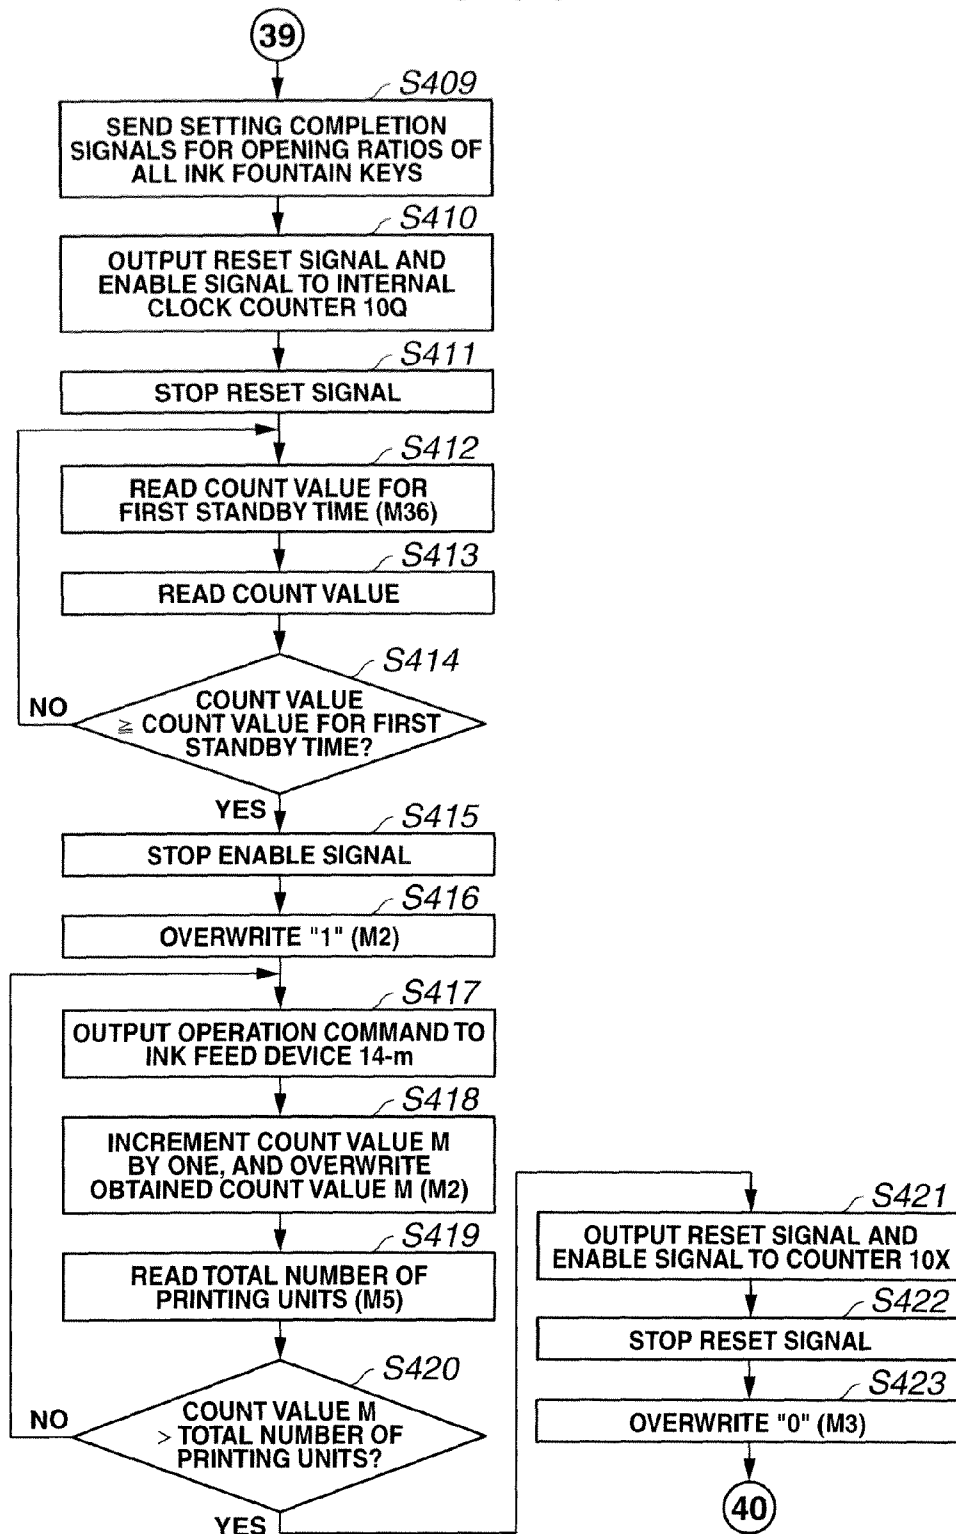 39
S409
SEND SETTING COMPLETION
SIGNALS FOR OPENING RATIOS OF
ALL INK FOUNTAIN KEYS
S410
OUTPUT RESET SIGNAL AND
ENABLE SIGNAL TO INTERNAL
CLOCK COUNTER 10Q
S411
STOP RESET SIGNAL
S412
READ COUNT VALUE FOR
FIRST STANDBY TIME (M36)
S413
READ COUNT VALUE
S414
COUNT VALUE
≧ COUNT VALUE FOR FIRST
STANDBY TIME?
NO
YES
S415
STOP ENABLE SIGNAL
S416
OVERWRITE "1" (M2)
S417
OUTPUT OPERATION COMMAND TO
INK FEED DEVICE 14-m
S418
INCREMENT COUNT VALUE M
BY ONE, AND OVERWRITE
OBTAINED COUNT VALUE M (M2)
S419
READ TOTAL NUMBER OF
PRINTING UNITS (M5)
S420
COUNT VALUE M
> TOTAL NUMBER OF
PRINTING UNITS?
NO
YES
S421
OUTPUT RESET SIGNAL AND
ENABLE SIGNAL TO COUNTER 10X
S422
STOP RESET SIGNAL
S423
OVERWRITE "0" (M3)
40